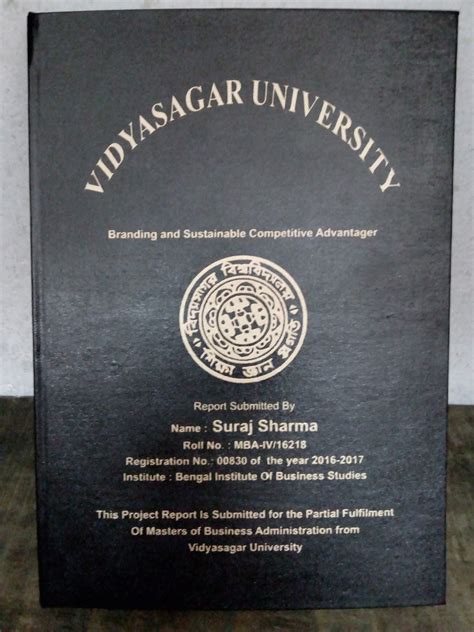 VIDYASAGAR UNIVERSITY
Branding and Sustainable Competitive Advantager
বিদ্যাসাগর বিশ্ববিদ্যালয়
শিক্ষা জ্ঞান প্রগতি
Report Submitted By
Name : Suraj Sharma
Roll No. : MBA-IV/16218
Registration No.: 00830 of the year 2016-2017
Institute : Bengal Institute Of Business Studies
This Project Report Is Submitted for the Partial Fulfilment
Of Masters of Business Administration from
Vidyasagar University